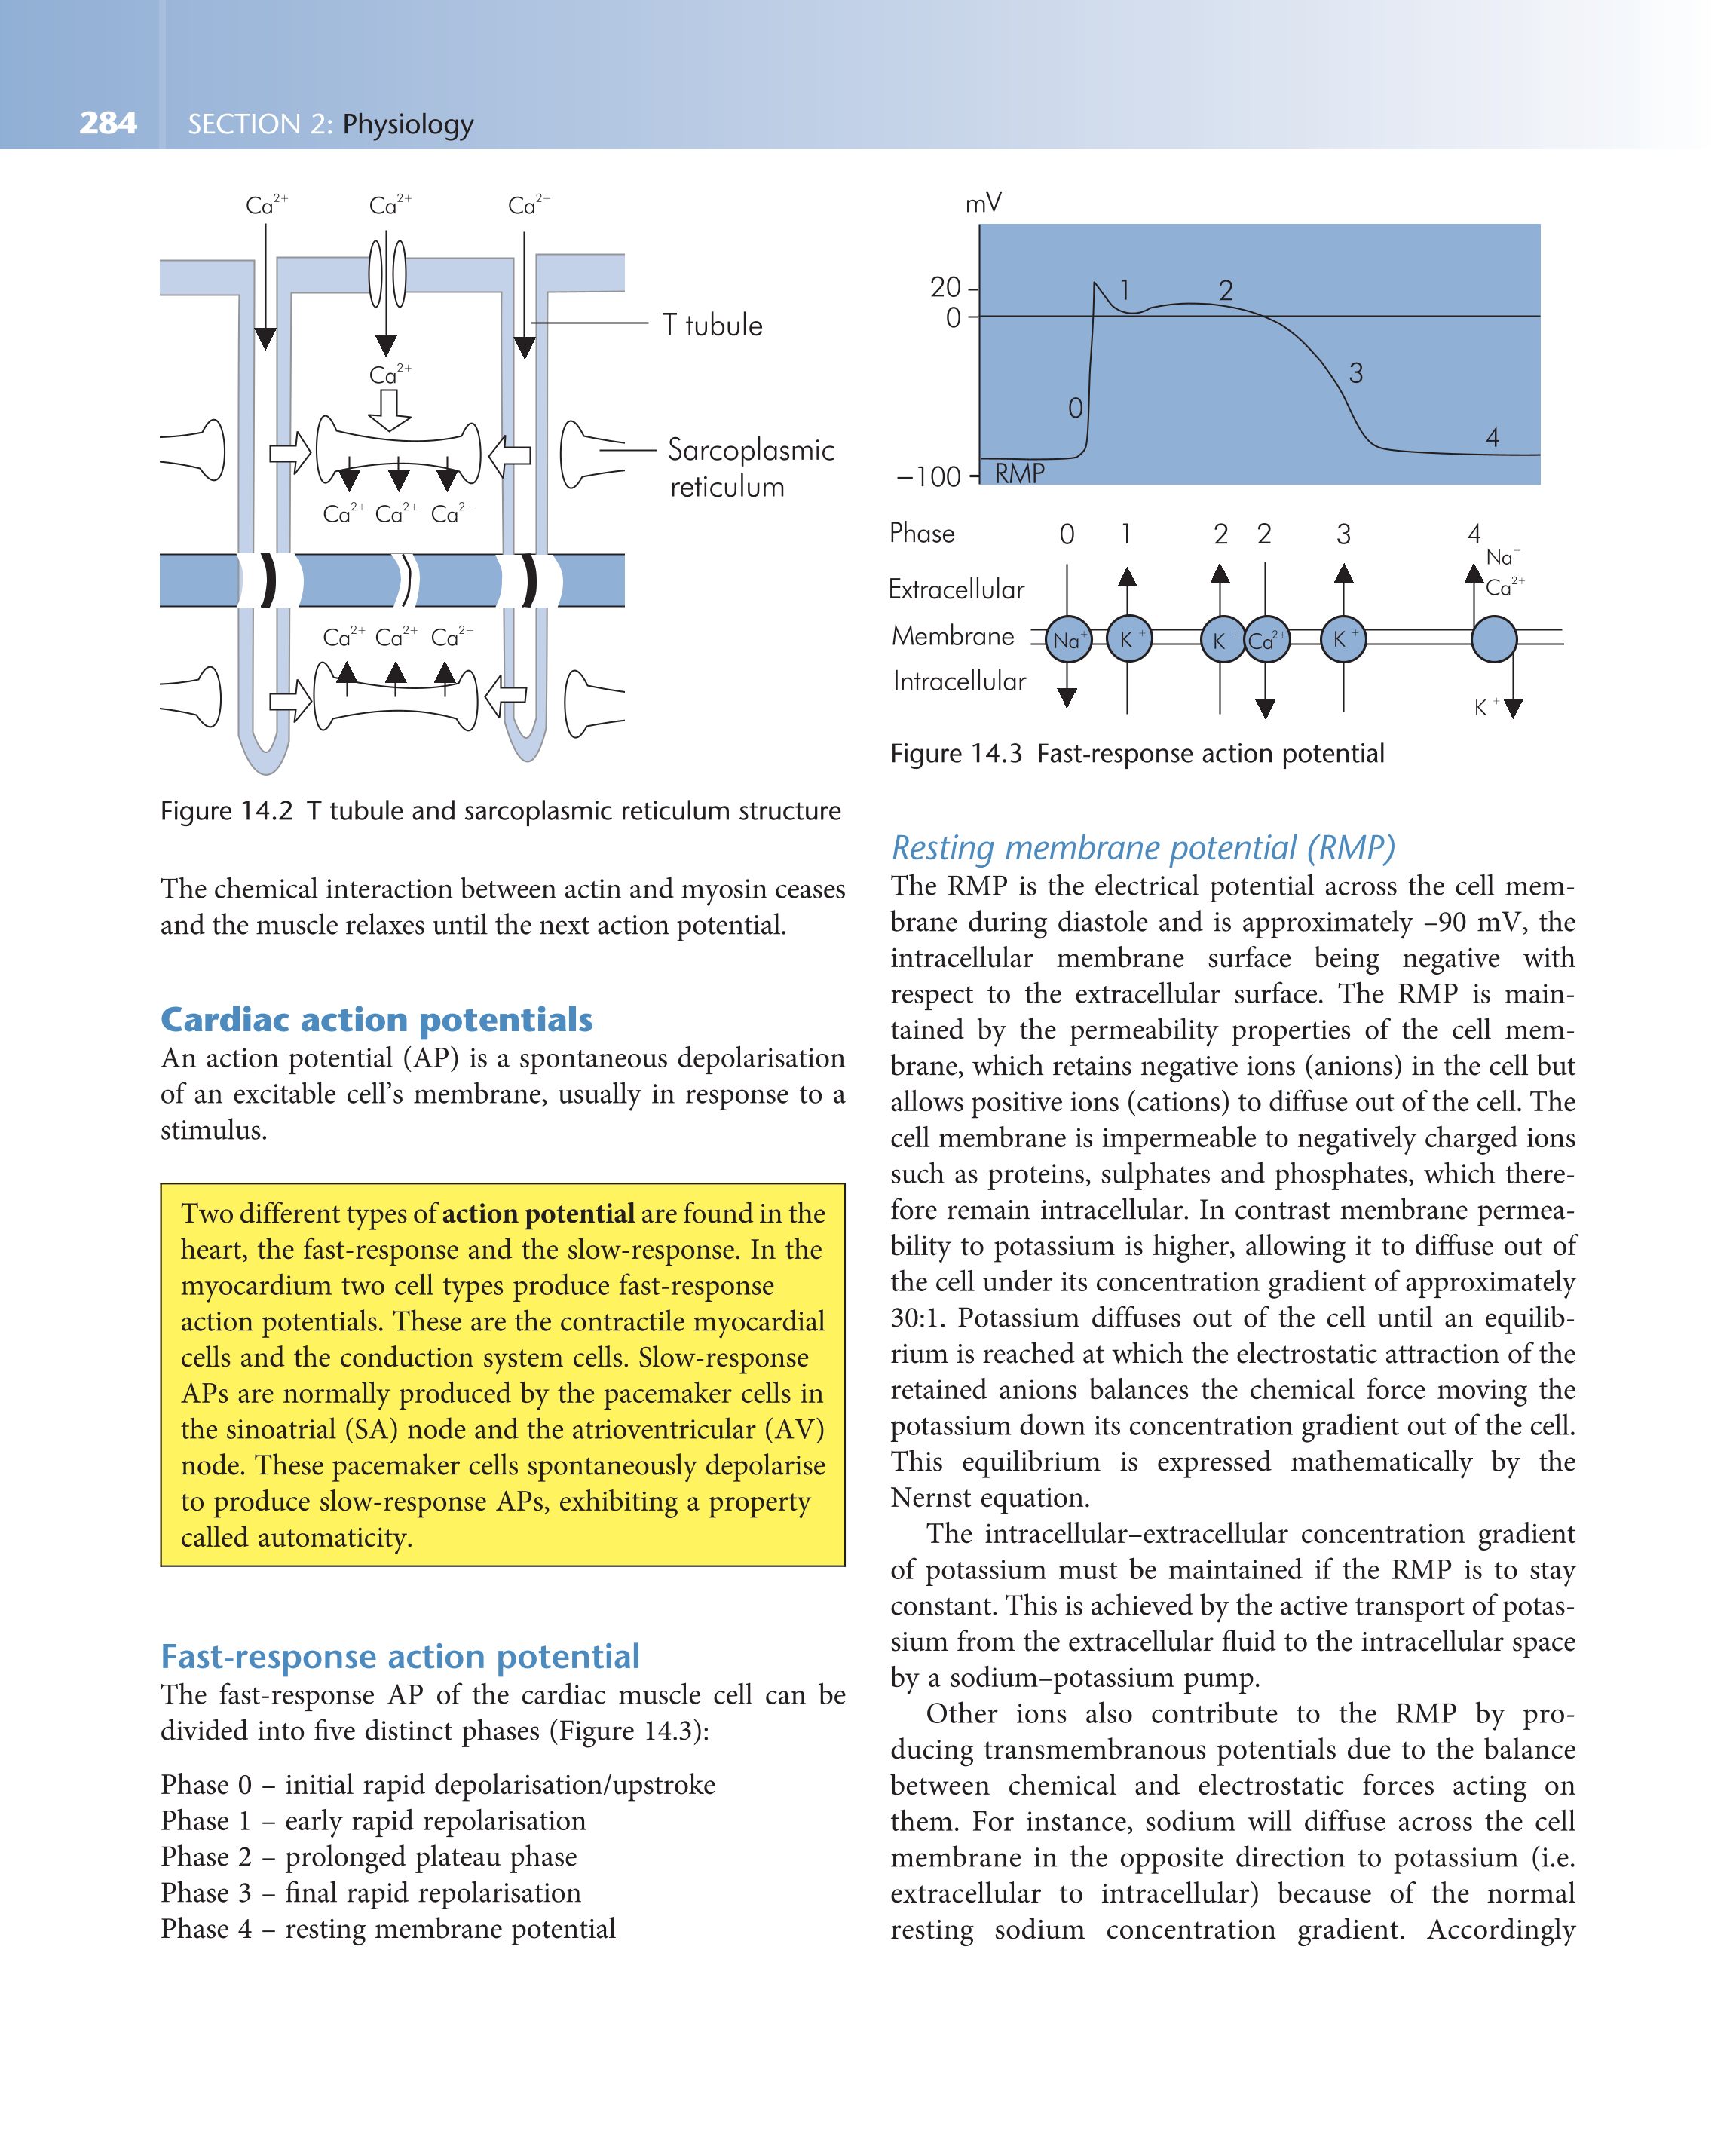 284 SECTION 2: Physiology
Ca²⁺ Ca²⁺ Ca²⁺
T tubule
Ca²⁺
Sarcoplasmic
reticulum
Ca²⁺ Ca²⁺ Ca²⁺
Ca²⁺ Ca²⁺ Ca²⁺
Figure 14.2 T tubule and sarcoplasmic reticulum structure
The chemical interaction between actin and myosin ceases
and the muscle relaxes until the next action potential.
Cardiac action potentials
An action potential (AP) is a spontaneous depolarisation
of an excitable cell’s membrane, usually in response to a
stimulus.
Two different types of action potential are found in the
heart, the fast-response and the slow-response. In the
myocardium two cell types produce fast-response
action potentials. These are the contractile myocardial
cells and the conduction system cells. Slow-response
APs are normally produced by the pacemaker cells in
the sinoatrial (SA) node and the atrioventricular (AV)
node. These pacemaker cells spontaneously depolarise
to produce slow-response APs, exhibiting a property
called automaticity.
Fast-response action potential
The fast-response AP of the cardiac muscle cell can be
divided into five distinct phases (Figure 14.3):
Phase 0 – initial rapid depolarisation/upstroke
Phase 1 – early rapid repolarisation
Phase 2 – prolonged plateau phase
Phase 3 – final rapid repolarisation
Phase 4 – resting membrane potential
mV
20
0
−100
1
2
3
0
4
RMP
Phase 0 1 2 2 3 4
Na⁺
Extracellular Ca²⁺
Membrane Na⁺ K⁺ K⁺ Ca²⁺ K⁺
Intracellular
K⁺
Figure 14.3 Fast-response action potential
Resting membrane potential (RMP)
The RMP is the electrical potential across the cell mem-
brane during diastole and is approximately –90 mV, the
intracellular membrane surface being negative with
respect to the extracellular surface. The RMP is main-
tained by the permeability properties of the cell mem-
brane, which retains negative ions (anions) in the cell but
allows positive ions (cations) to diffuse out of the cell. The
cell membrane is impermeable to negatively charged ions
such as proteins, sulphates and phosphates, which there-
fore remain intracellular. In contrast membrane permea-
bility to potassium is higher, allowing it to diffuse out of
the cell under its concentration gradient of approximately
30:1. Potassium diffuses out of the cell until an equilib-
rium is reached at which the electrostatic attraction of the
retained anions balances the chemical force moving the
potassium down its concentration gradient out of the cell.
This equilibrium is expressed mathematically by the
Nernst equation.
The intracellular–extracellular concentration gradient
of potassium must be maintained if the RMP is to stay
constant. This is achieved by the active transport of potas-
sium from the extracellular fluid to the intracellular space
by a sodium–potassium pump.
Other ions also contribute to the RMP by pro-
ducing transmembranous potentials due to the balance
between chemical and electrostatic forces acting on
them. For instance, sodium will diffuse across the cell
membrane in the opposite direction to potassium (i.e.
extracellular to intracellular) because of the normal
resting sodium concentration gradient. Accordingly